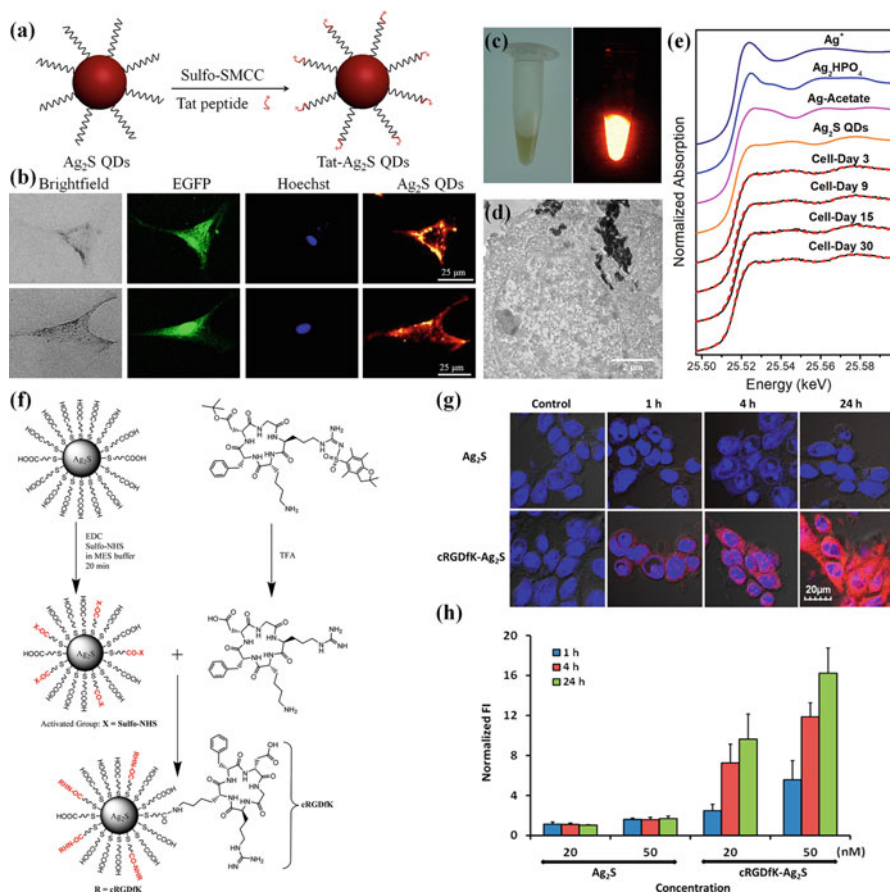 (a)
Sulfo-SMCC
Tat peptide
Ag₂S QDs
Tat-Ag₂S QDs
(b)
Brightfield
EGFP
Hoechst
Ag₂S QDs
25 μm
25 μm
(c)
(d)
2 μm
(e)
Normalized Absorption
Ag⁺
Ag₂HPO₄
Ag-Acetate
Ag₂S QDs
Cell-Day 3
Cell-Day 9
Cell-Day 15
Cell-Day 30
25.50 25.52 25.54 25.56 25.58
Energy (keV)
(f)
Ag₂S
EDC
Sulfo-NHS
in MES buffer
20 min
TFA
Ag₂S
+
Activated Group: X = Sulfo-NHS
Ag₂S
cRGDfK
R = cRGDfK
(g)
Control 1 h 4 h 24 h
Ag₂S
cRGDfK-Ag₂S
20μm
(h)
Normalized FI
20
16
12
8
4
0
1 h
4 h
24 h
20 50 20 50 (nM)
Ag₂S cRGDfK-Ag₂S
Concentration